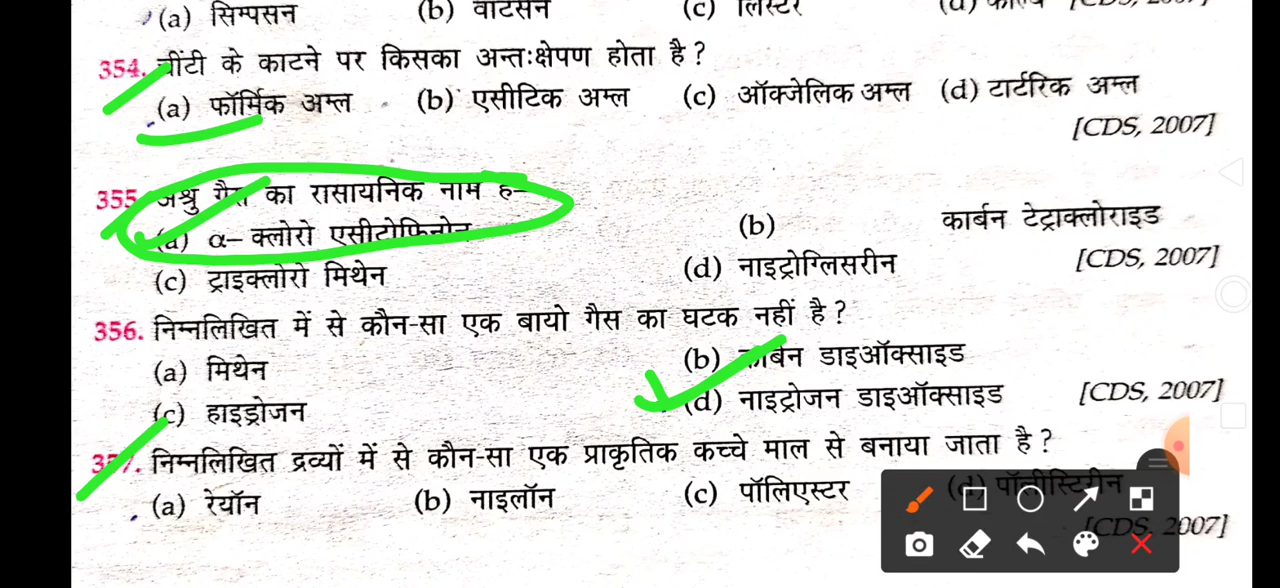 (a) सिम्पसन (b) वाटसन (c) लिस्टर
354. चींटी के काटने पर किसका अन्तःक्षेपण होता है ?
(a) फॉर्मिक अम्ल (b) एसीटिक अम्ल (c) ऑक्जेलिक अम्ल (d) टार्टरिक अम्ल
[CDS, 2007]
355. अश्रु गैस का रासायनिक नाम है–
(a) α– क्लोरो एसीटोफिनोन (b) कार्बन टेट्राक्लोराइड
(c) ट्राइक्लोरो मिथेन (d) नाइट्रोग्लिसरीन [CDS, 2007]
356. निम्नलिखित में से कौन-सा एक बायो गैस का घटक नहीं है ?
(a) मिथेन (b) कार्बन डाइऑक्साइड
(c) हाइड्रोजन (d) नाइट्रोजन डाइऑक्साइड [CDS, 2007]
357. निम्नलिखित द्रव्यों में से कौन-सा एक प्राकृतिक कच्चे माल से बनाया जाता है ?
(a) रेयॉन (b) नाइलॉन (c) पॉलिएस्टर (d) पॉलीस्टिरीन
[CDS, 2007]